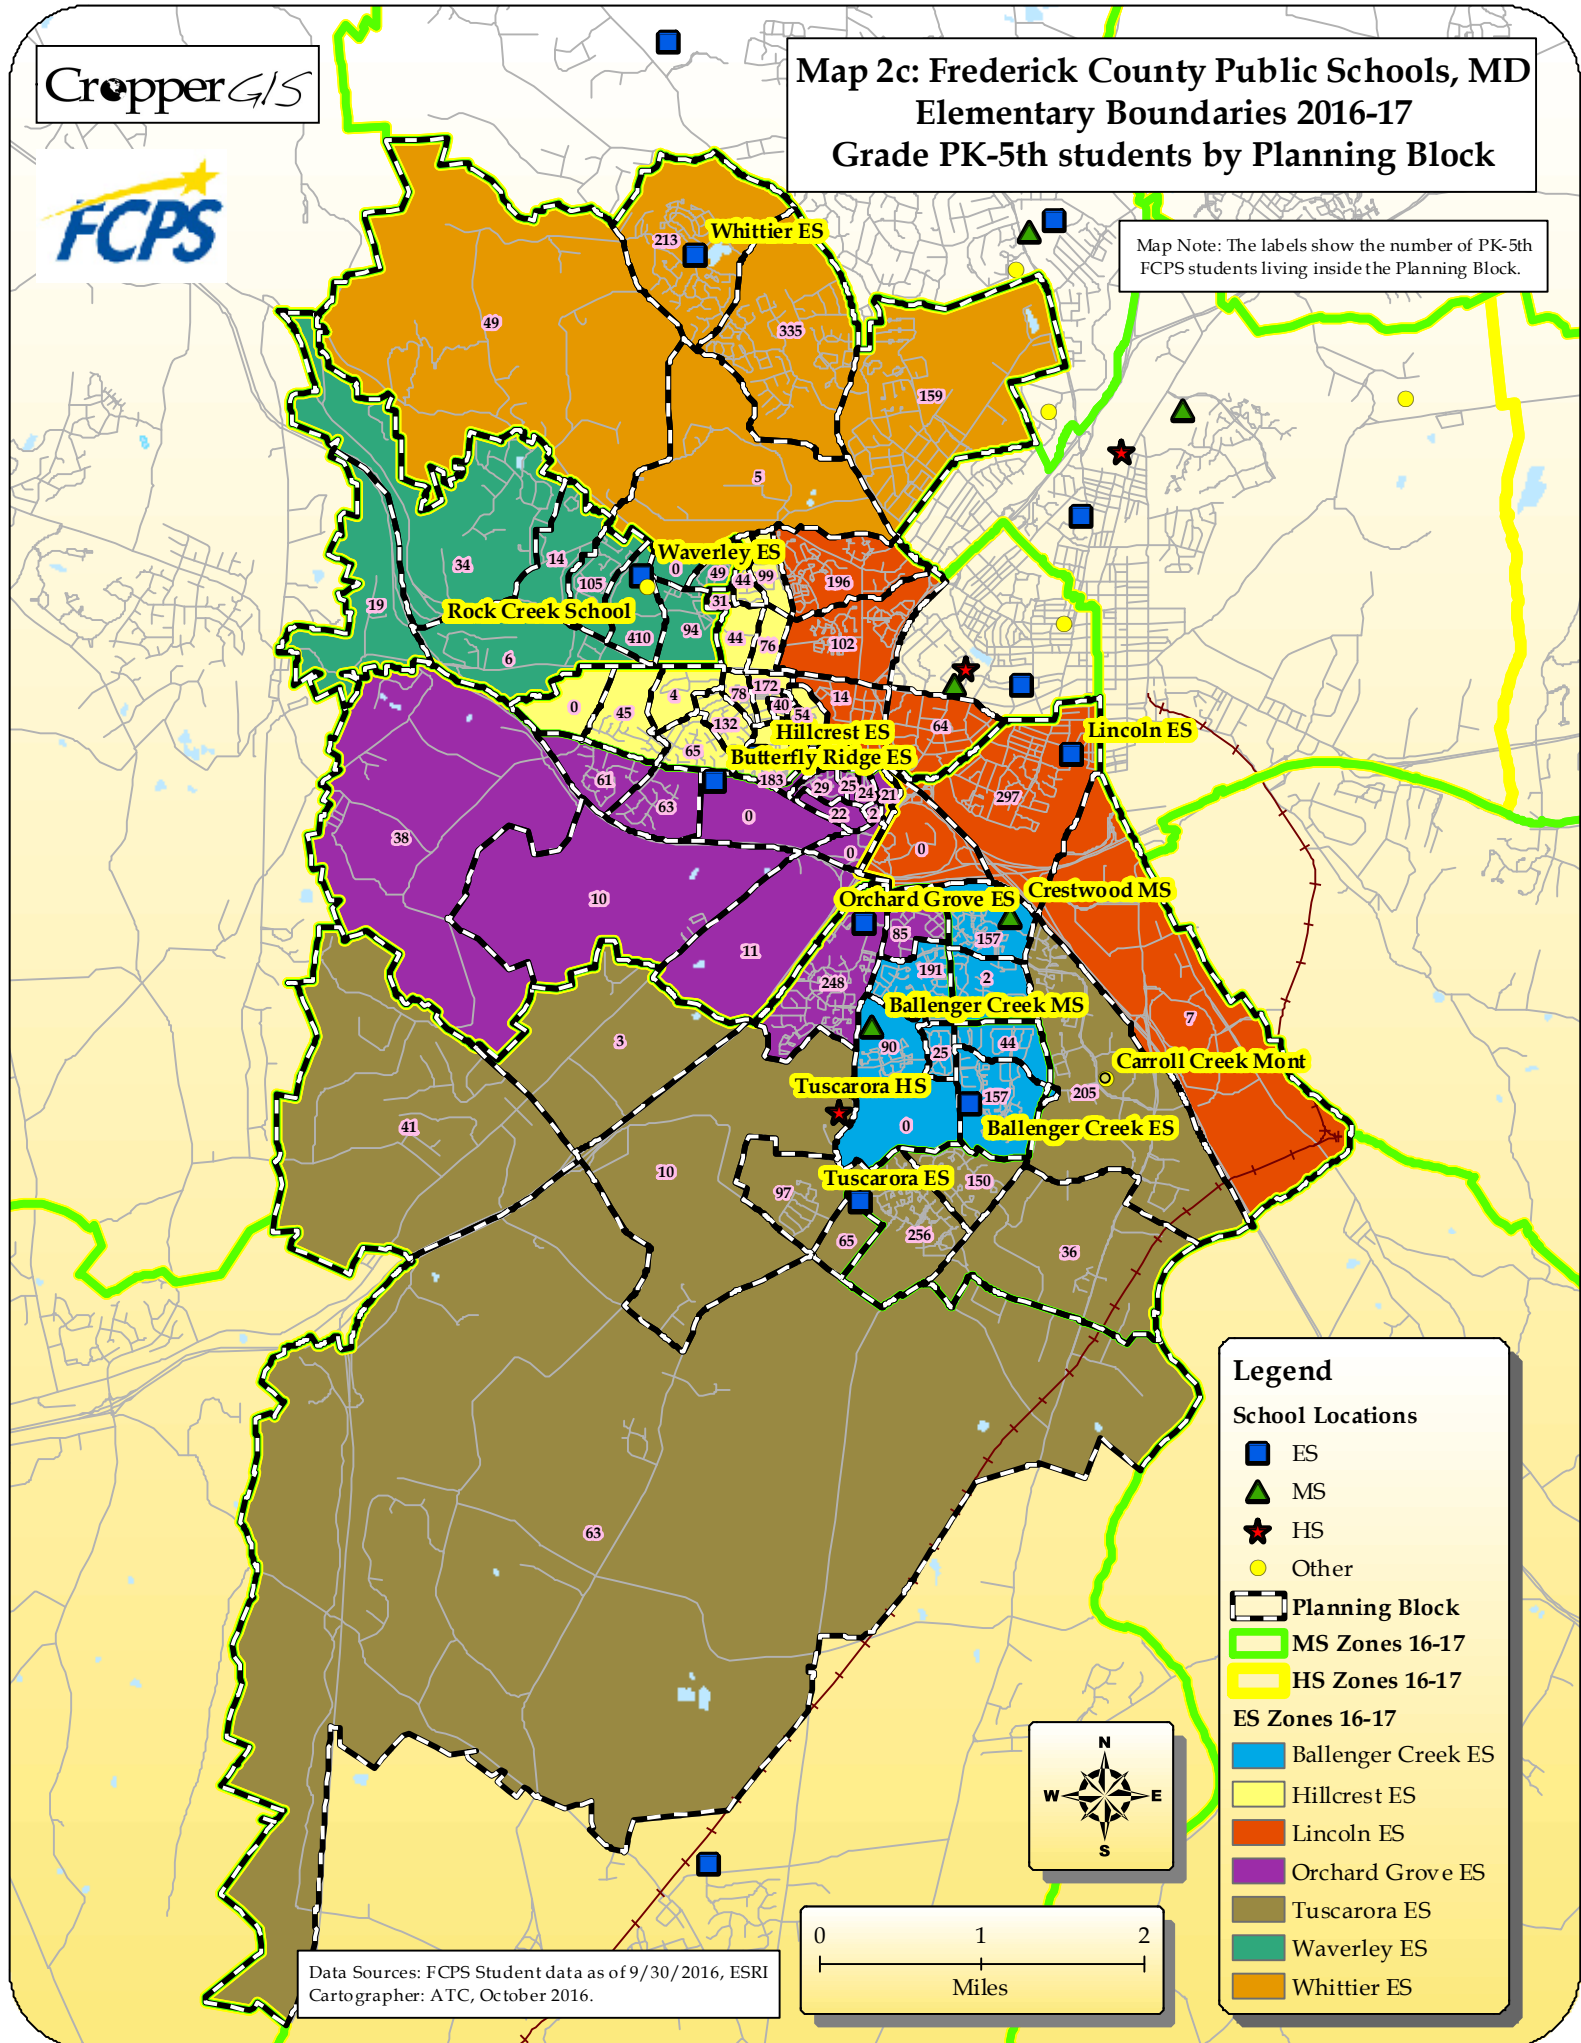 CropperGIS
Map 2c: Frederick County Public Schools, MD
Elementary Boundaries 2016-17
Grade PK-5th students by Planning Block
FCPS
Map Note: The labels show the number of PK-5th
FCPS students living inside the Planning Block.
Whittier ES
213
49
335
159
5
Waverley ES
34
14
105
0
49
44
99
196
19
Rock Creek School
31
410
94
44
76
102
6
0
45
4
78
172
40
54
14
64
132
65
Hillcrest ES
Lincoln ES
Butterfly Ridge ES
61
63
183
29
25
24
21
297
0
22
2
38
0
0
10
Orchard Grove ES
Crestwood MS
85
157
11
191
2
248
Ballenger Creek MS
7
3
90
25
44
Carroll Creek Mont
Tuscarora HS
157
205
41
0
Ballenger Creek ES
10
Tuscarora ES
97
150
65
256
36
63
Legend
School Locations
ES
MS
HS
Other
Planning Block
MS Zones 16-17
HS Zones 16-17
ES Zones 16-17
Ballenger Creek ES
Hillcrest ES
Lincoln ES
Orchard Grove ES
Tuscarora ES
Waverley ES
Whittier ES
N
W E
S
0 1 2
Miles
Data Sources: FCPS Student data as of 9/30/2016, ESRI
Cartographer: ATC, October 2016.